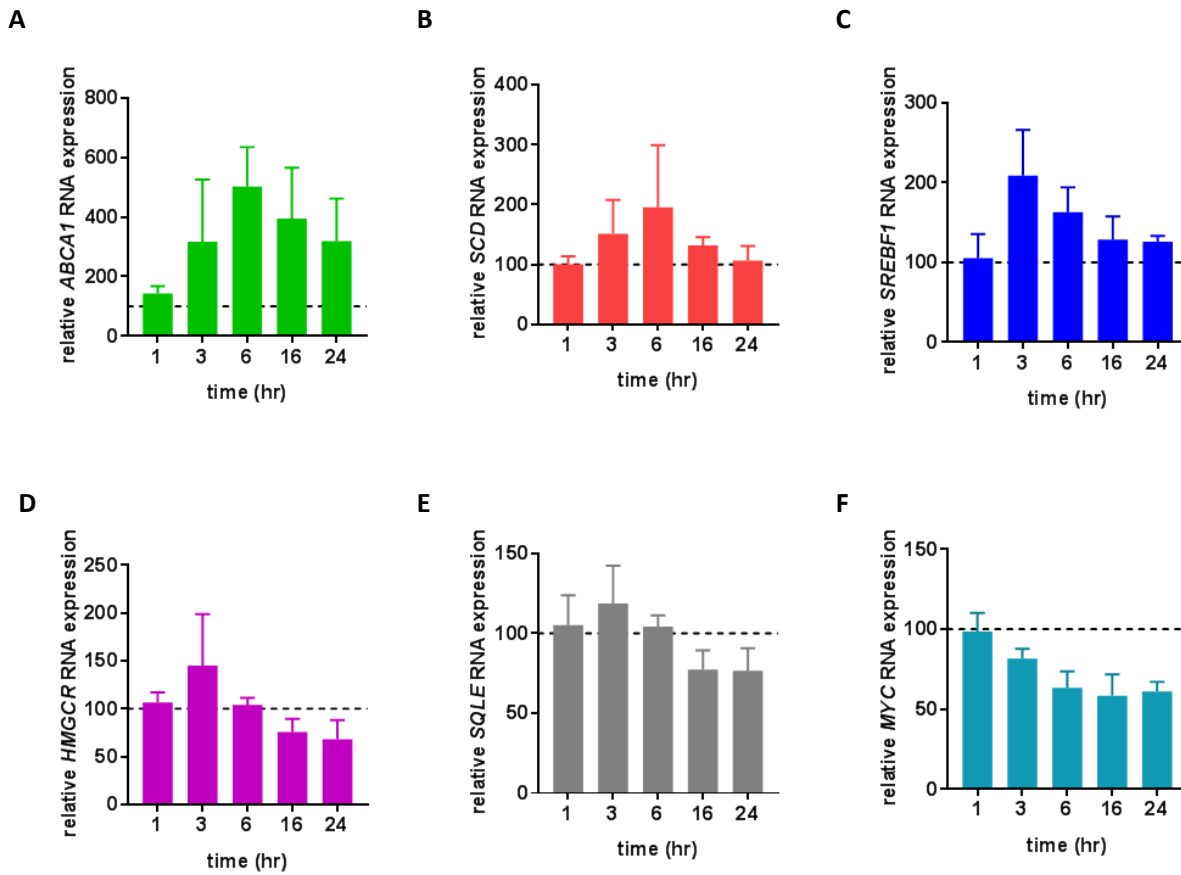 A
relative ABCA1 RNA expression
800
600
400
200
0
1 3 6 16 24
time (hr)
B
relative SCD RNA expression
400
300
200
100
0
1 3 6 16 24
time (hr)
C
relative SREBF1 RNA expression
300
200
100
0
1 3 6 16 24
time (hr)
D
relative HMGCR RNA expression
250
200
150
100
50
0
1 3 6 16 24
time (hr)
E
relative SQLE RNA expression
150
100
50
0
1 3 6 16 24
time (hr)
F
relative MYC RNA expression
150
100
50
0
1 3 6 16 24
time (hr)